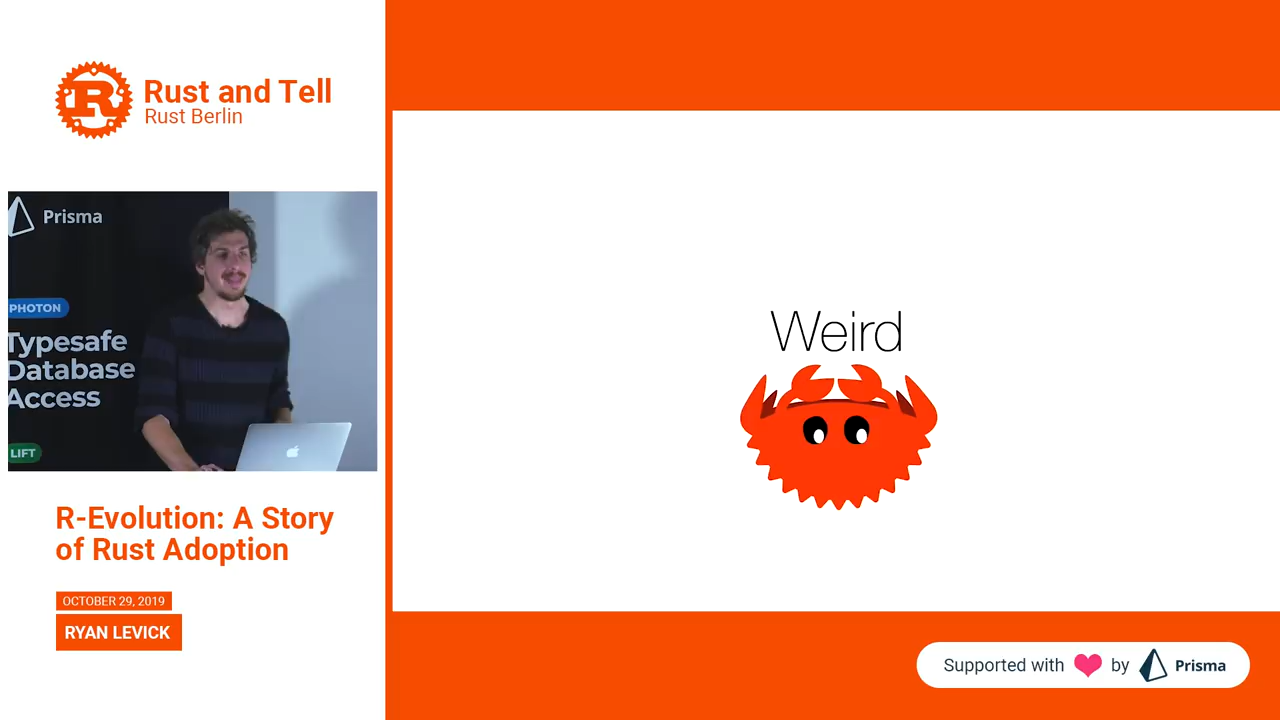 Rust and Tell
Rust Berlin
Prisma
PHOTON
Typesafe
Database
Access
LIFT
R-Evolution: A Story
of Rust Adoption
OCTOBER 29, 2019
RYAN LEVICK
Weird
Supported with by Prisma